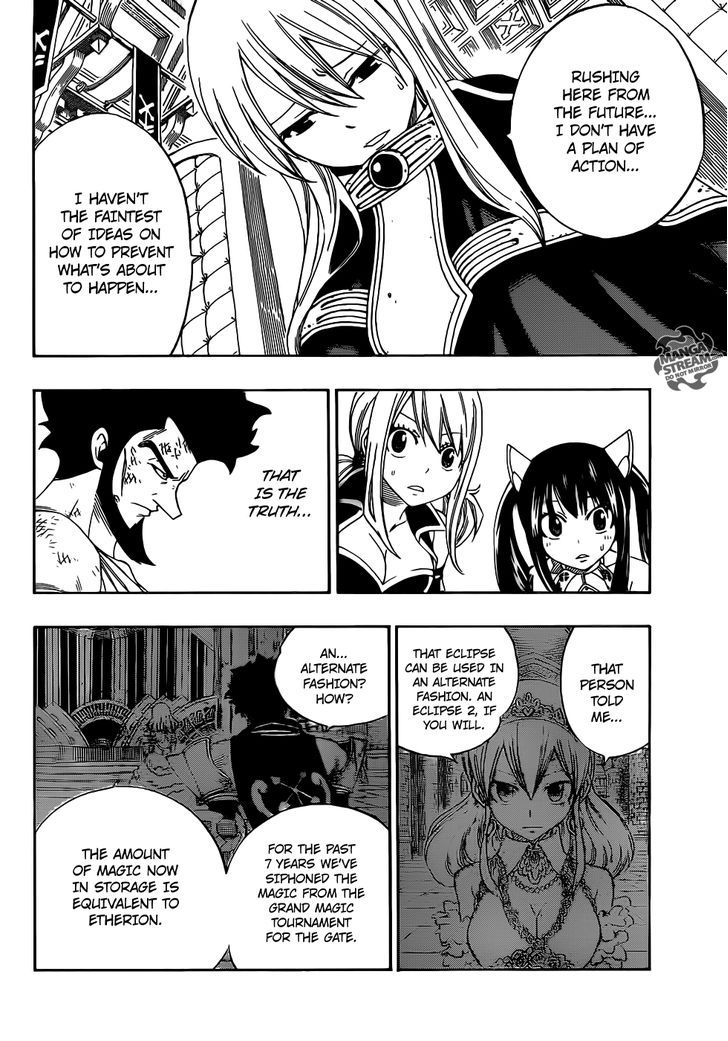 RUSHING
HERE FROM
THE FUTURE...
I DON'T HAVE
A PLAN OF
ACTION...
I HAVEN'T
THE FAINTEST
OF IDEAS ON
HOW TO PREVENT
WHAT'S ABOUT
TO HAPPEN...
MANGA
STREAM
DO NOT MIRROR
THAT
IS THE
TRUTH...
THAT
PERSON
TOLD
ME...
THAT ECLIPSE
CAN BE USED IN
AN ALTERNATE
FASHION. AN
ECLIPSE 2, IF
YOU WILL.
AN...
ALTERNATE
FASHION?
HOW?
FOR THE PAST
7 YEARS WE'VE
SIPHONED THE
MAGIC FROM THE
GRAND MAGIC
TOURNAMENT
FOR THE GATE.
THE AMOUNT
OF MAGIC NOW
IN STORAGE IS
EQUIVALENT TO
ETHERION.